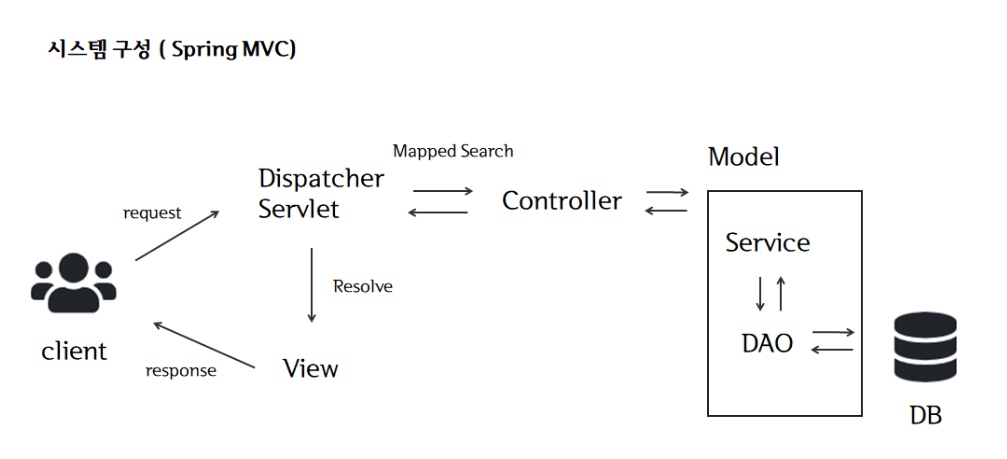 시스템 구성 ( Spring MVC)
Mapped Search
Model
Dispatcher
Servlet
Controller
request
Service
Resolve
client
DAO
View
response
DB